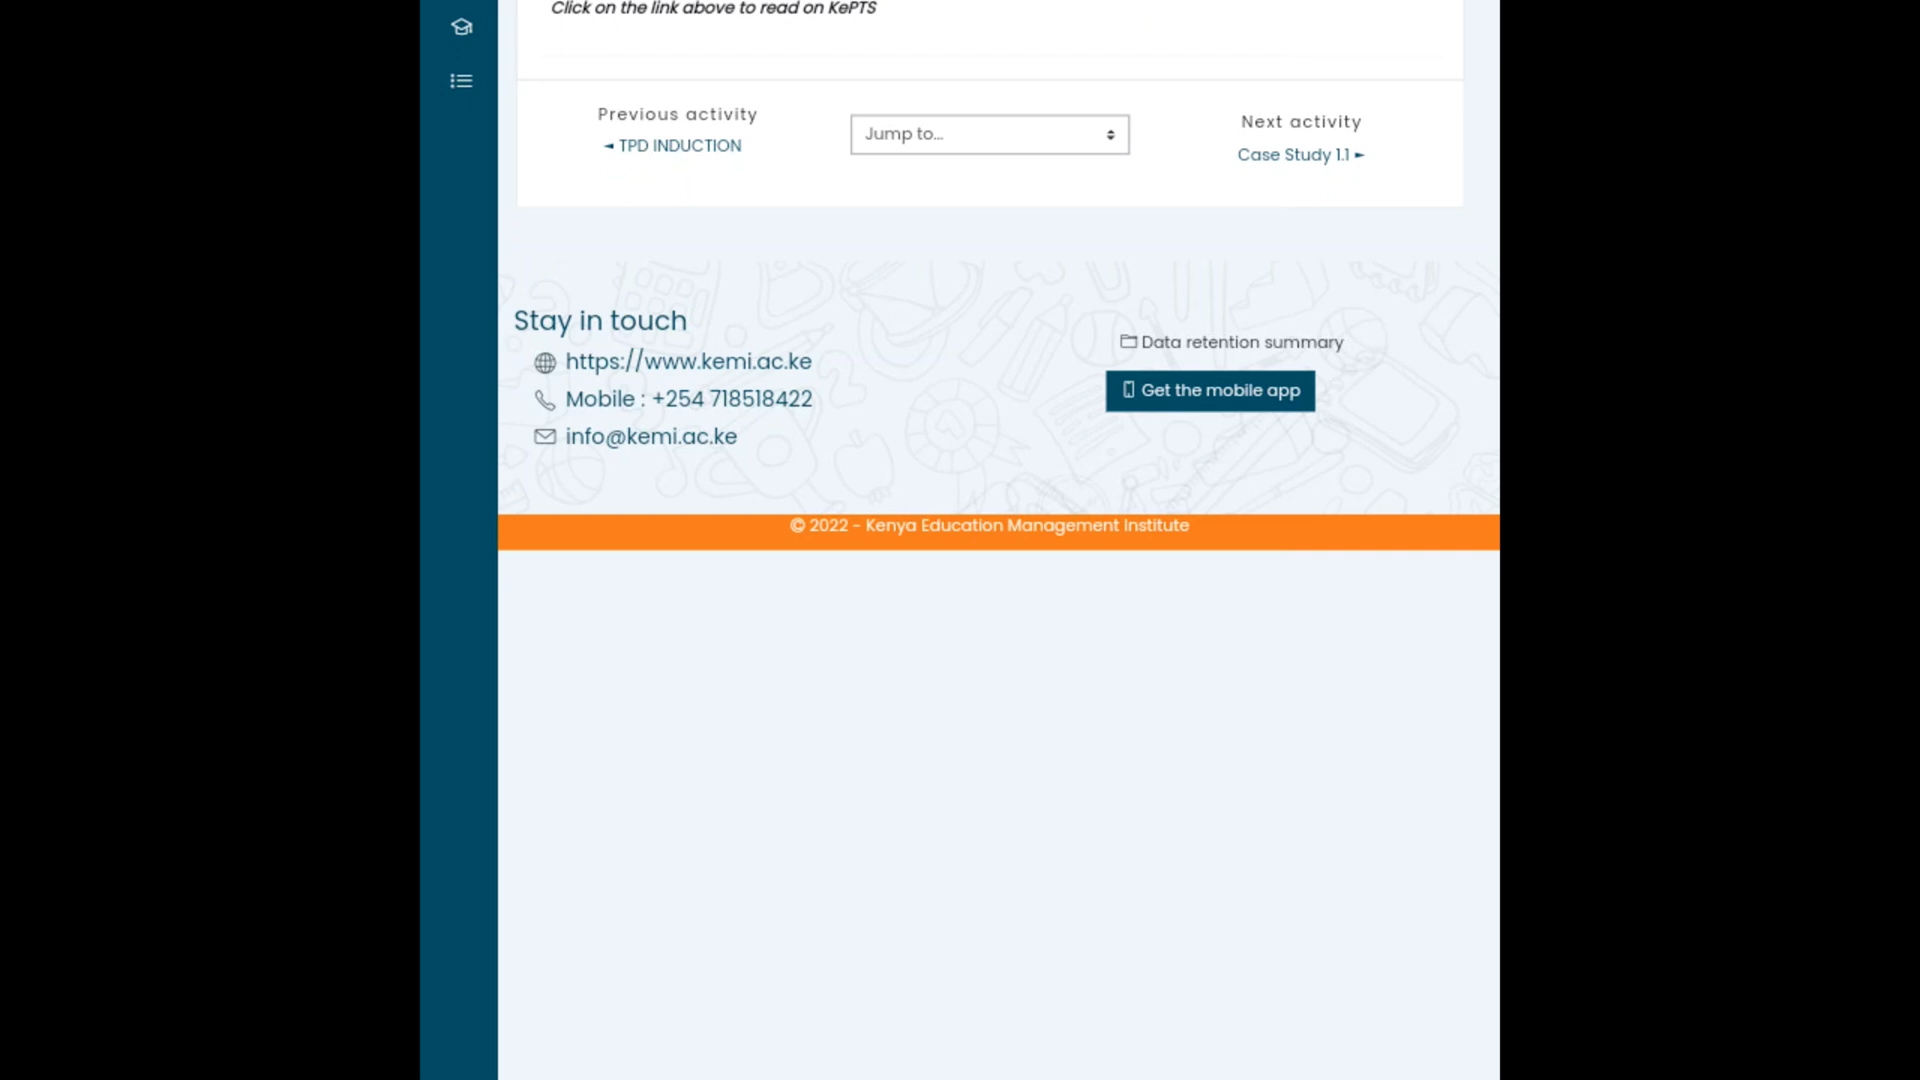 Click on the link above to read on KePTS
Previous activity
◄ TPD INDUCTION
Jump to...
Next activity
Case Study 1.1 ►
Stay in touch
https://www.kemi.ac.ke
Mobile : +254 718518422
info@kemi.ac.ke
Data retention summary
Get the mobile app
© 2022 - Kenya Education Management Institute